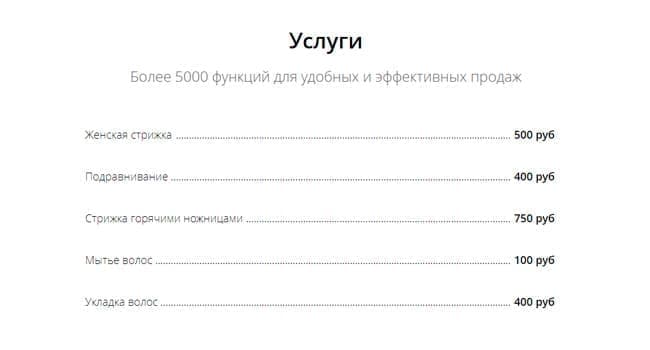 Услуги
Более 5000 функций для удобных и эффективных продаж
Женская стрижка ........................ 500 руб
Подравнивание ........................ 400 руб
Стрижка горячими ножницами ........................ 750 руб
Мытье волос ........................ 100 руб
Укладка волос ........................ 400 руб